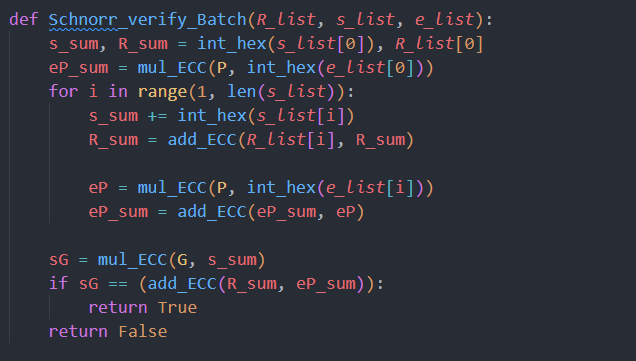 def Schnorr_verify_Batch(R_list, s_list, e_list):
    s_sum, R_sum = int_hex(s_list[0]), R_list[0]
    eP_sum = mul_ECC(P, int_hex(e_list[0]))
    for i in range(1, len(s_list)):
        s_sum += int_hex(s_list[i])
        R_sum = add_ECC(R_list[i], R_sum)

        eP = mul_ECC(P, int_hex(e_list[i]))
        eP_sum = add_ECC(eP_sum, eP)

    sG = mul_ECC(G, s_sum)
    if sG == (add_ECC(R_sum, eP_sum)):
        return True
    return False